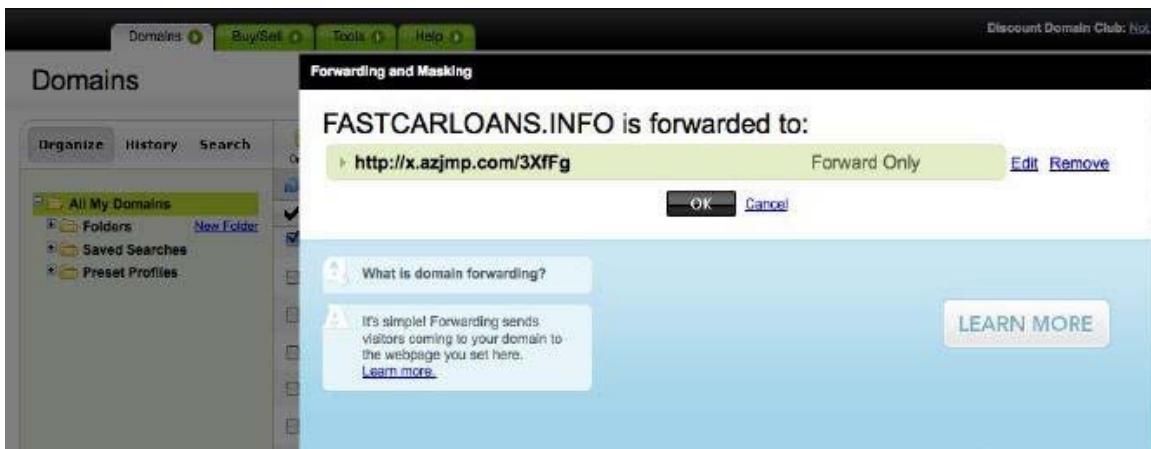 Domains Buy/Sell Tools Help
Discount Domain Club: Not
Domains
Forwarding and Masking
Organize History Search
All My Domains
Folders New Folder
Saved Searches
Preset Profiles
FASTCARLOANS.INFO is forwarded to:
http://x.azjmp.com/3XfFg Forward Only Edit Remove
OK Cancel
What is domain forwarding?
It's simple! Forwarding sends
visitors coming to your domain to
the webpage you set here.
Learn more.
LEARN MORE